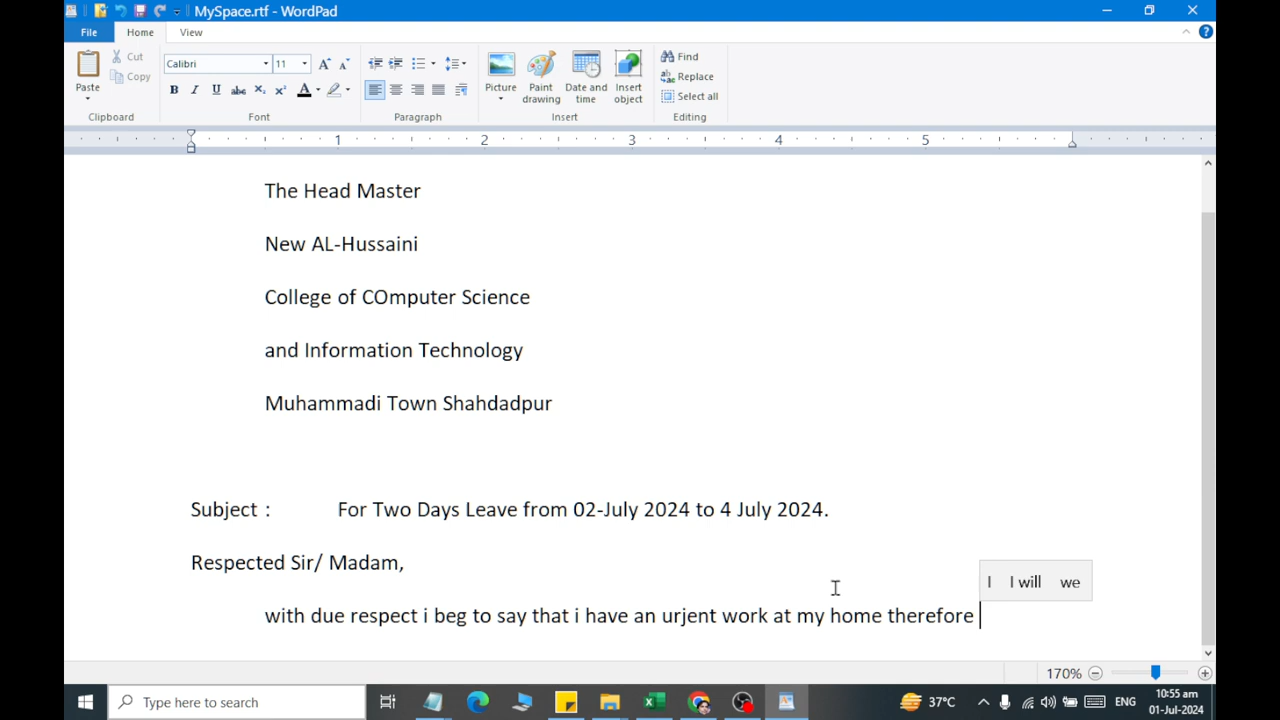 MySpace.rtf - WordPad
File Home View
Paste
Cut
Copy
Clipboard
Calibri 11
B I U abc X₂ X²
Font
Paragraph
Picture
Paint drawing
Date and time
Insert object
Insert
Find
Replace
Select all
Editing
1 2 3 4 5
The Head Master
New AL-Hussaini
College of COmputer Science
and Information Technology
Muhammadi Town Shahdadpur
Subject : For Two Days Leave from 02-July 2024 to 4 July 2024.
Respected Sir/ Madam,
I I will we
with due respect i beg to say that i have an urjent work at my home therefore
170%
Type here to search
37°C
ENG
10:55 am
01-Jul-2024